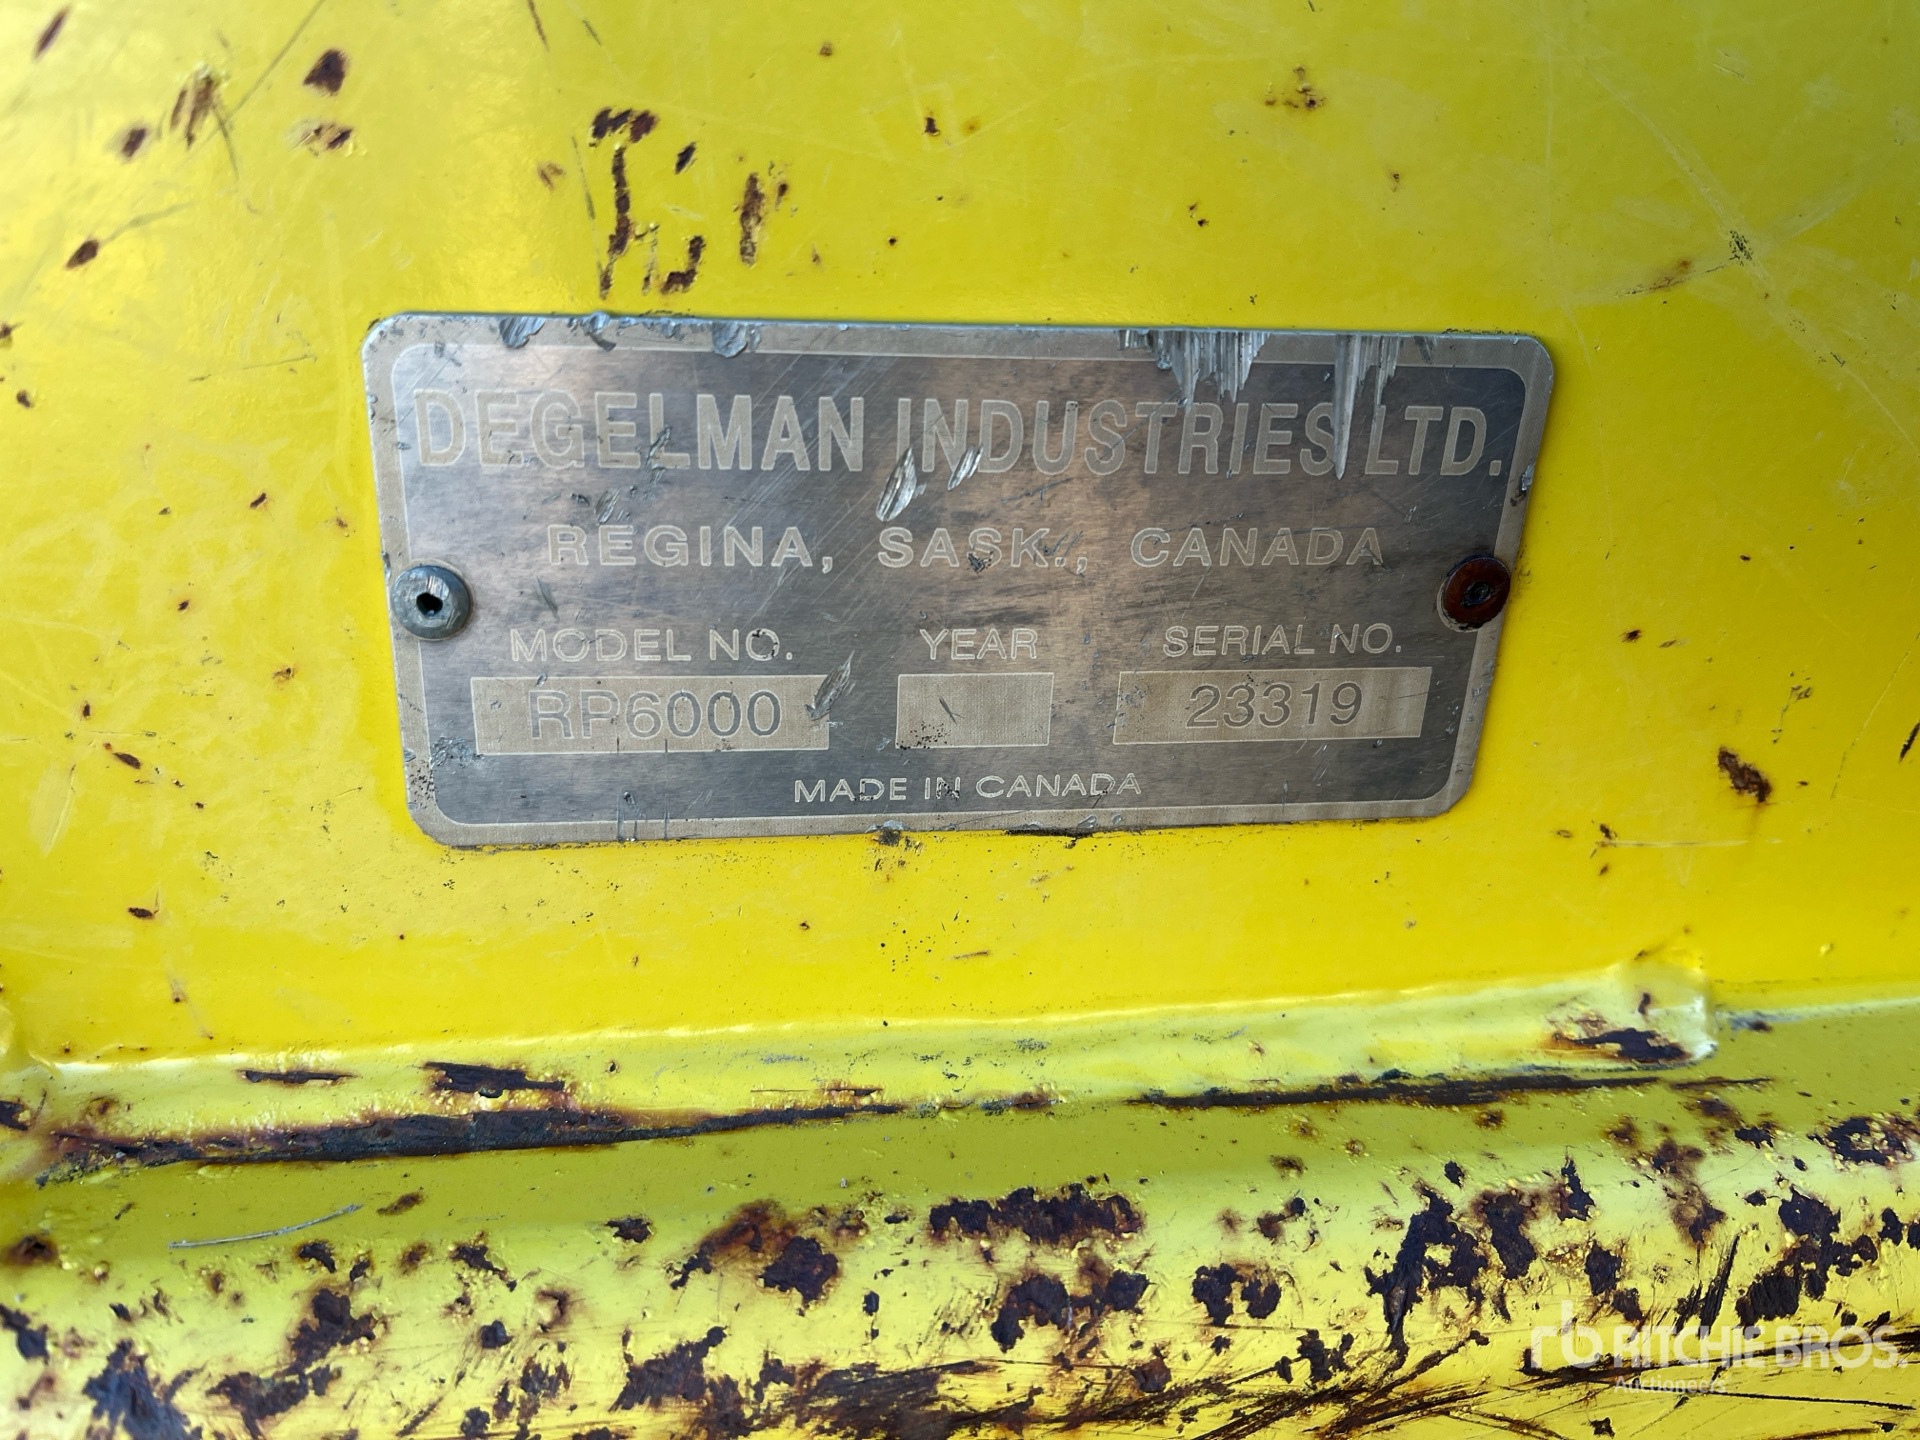 DEGELMAN INDUSTRIES LTD.
REGINA, SASK., CANADA
MODEL NO. YEAR SERIAL NO.
RP6000 23319
MADE IN CANADA
rb RITCHIE BROS.
Auctioneers